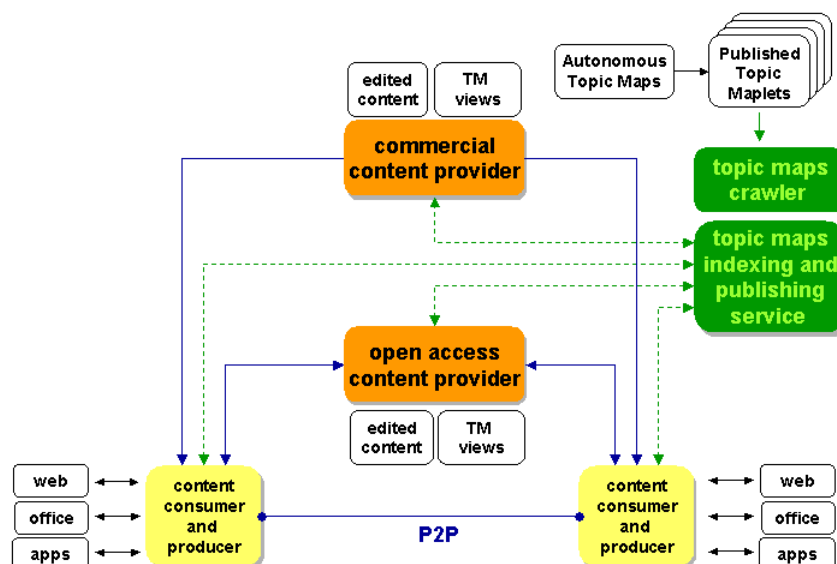 Autonomous
Topic Maps
Published
Topic
Maplets
edited
content
TM
views
commercial
content provider
topic maps
crawler
topic maps
indexing and
publishing
service
open access
content provider
edited
content
TM
views
web
office
apps
content
consumer
and
producer
P2P
content
consumer
and
producer
web
office
apps